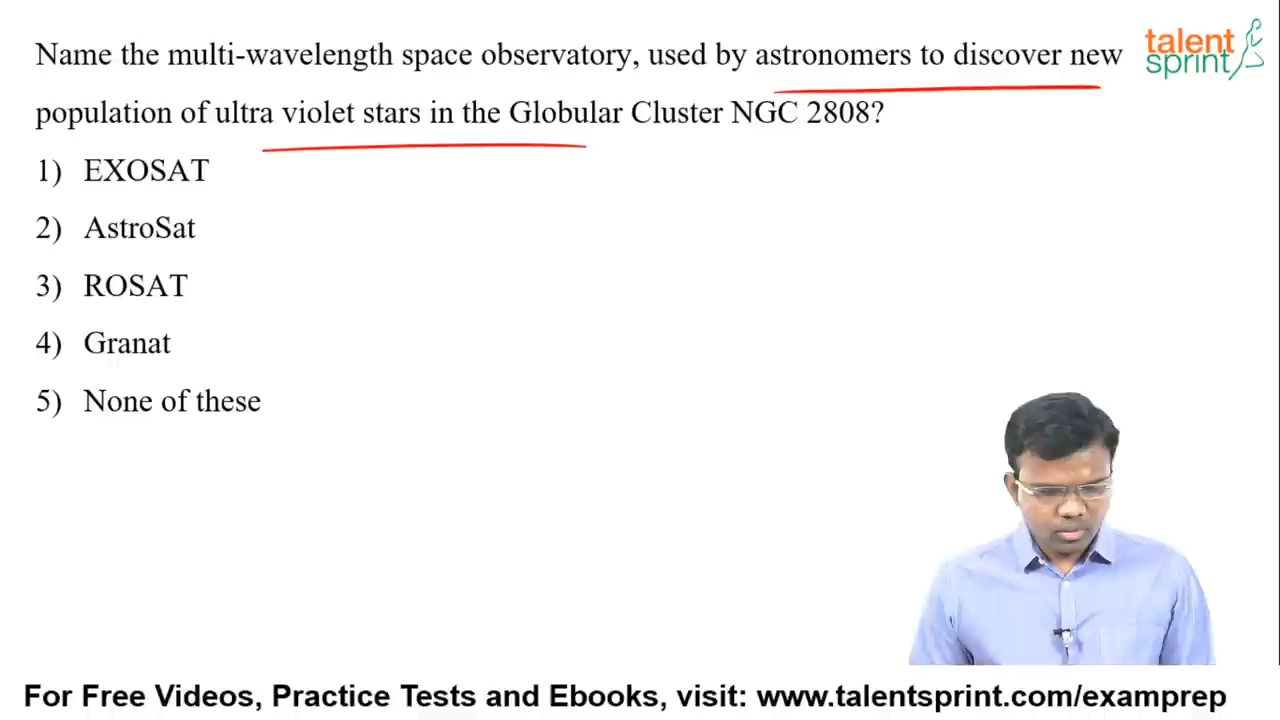 Name the multi-wavelength space observatory, used by astronomers to discover new
population of ultra violet stars in the Globular Cluster NGC 2808?
1) EXOSAT
2) AstroSat
3) ROSAT
4) Granat
5) None of these
talent
sprint
For Free Videos, Practice Tests and Ebooks, visit: www.talentsprint.com/examprep